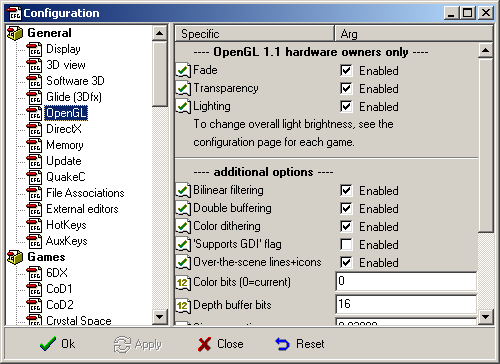 Configuration
General
Display
3D view
Software 3D
Glide (3Dfx)
OpenGL
DirectX
Memory
Update
QuakeC
File Associations
External editors
HotKeys
AuxKeys
Games
6DX
CoD1
CoD2
Crystal Space
Specific Arg
---- OpenGL 1.1 hardware owners only ----
Fade Enabled
Transparency Enabled
Lighting Enabled
To change overall light brightness, see the
configuration page for each game.
---- additional options ----
Bilinear filtering Enabled
Double buffering Enabled
Color dithering Enabled
'Supports GDI' flag Enabled
Over-the-scene lines+icons Enabled
Color bits (0=current) 0
Depth buffer bits 16
Ok Apply Close Reset